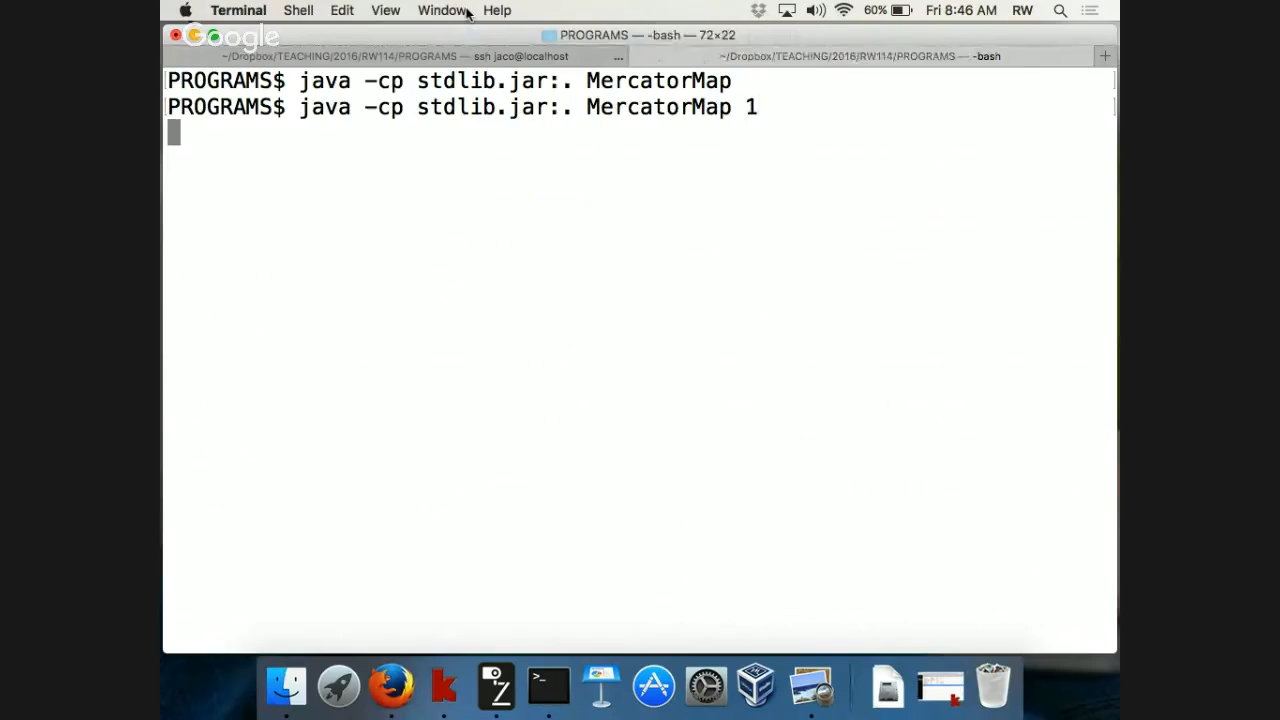 Terminal Shell Edit View Window Help 60% Fri 8:46 AM RW
Google
PROGRAMS — -bash — 72×22
~/Dropbox/TEACHING/2016/RW114/PROGRAMS — ssh jaco@localhost ... ~/Dropbox/TEACHING/2016/RW114/PROGRAMS — -bash +
PROGRAMS$ java -cp stdlib.jar:. MercatorMap
PROGRAMS$ java -cp stdlib.jar:. MercatorMap 1